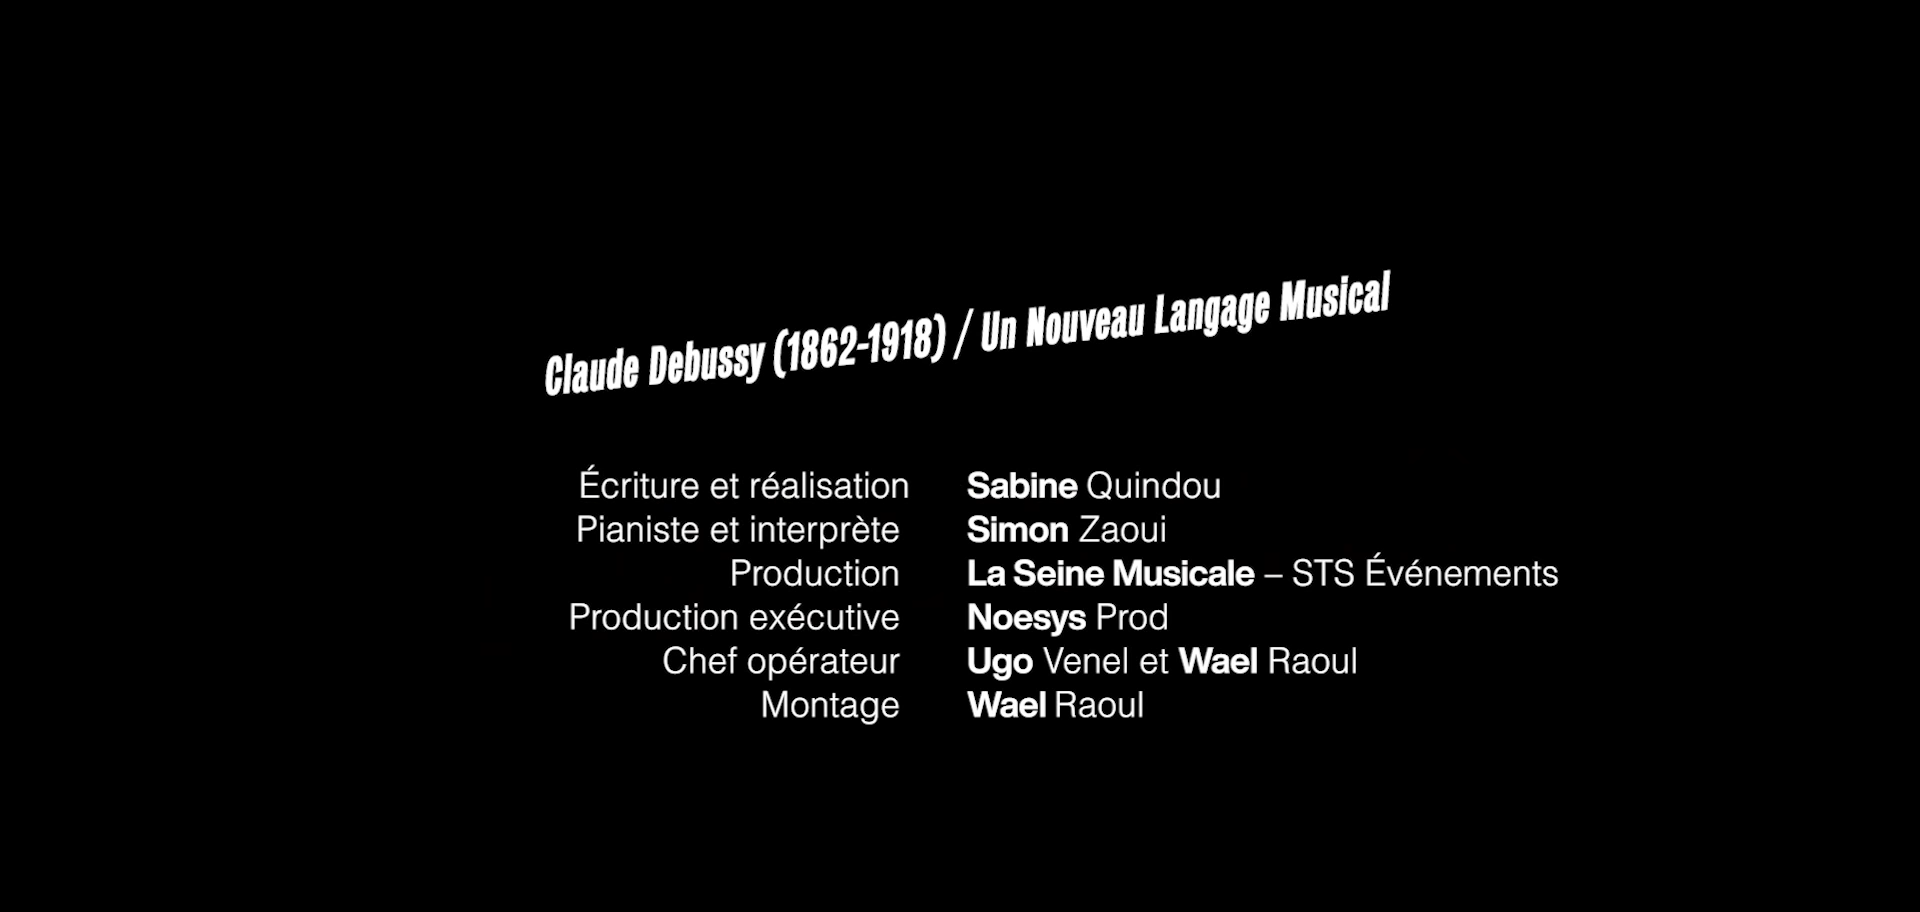 Claude Debussy (1862-1918) / Un Nouveau Langage Musical
Écriture et réalisation Sabine Quindou
Pianiste et interprète Simon Zaoui
Production La Seine Musicale – STS Événements
Production exécutive Noesys Prod
Chef opérateur Ugo Venel et Wael Raoul
Montage Wael Raoul